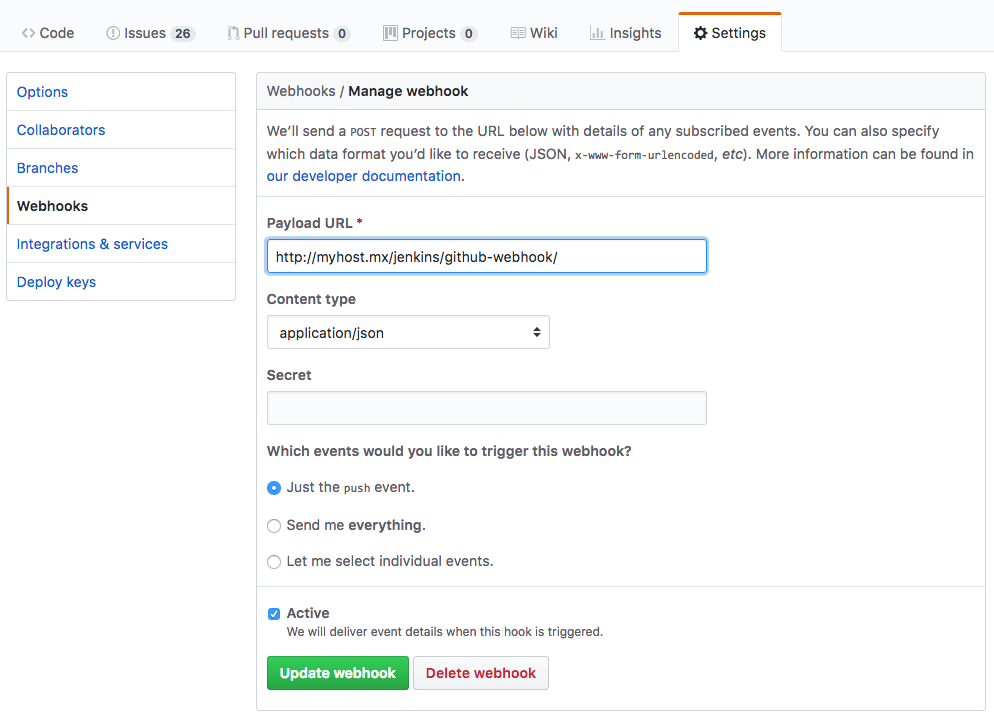 Code Issues 26 Pull requests 0 Projects 0 Wiki Insights Settings
Options
Collaborators
Branches
Webhooks
Integrations & services
Deploy keys
Webhooks / Manage webhook
We’ll send a POST request to the URL below with details of any subscribed events. You can also specify
which data format you’d like to receive (JSON, x-www-form-urlencoded, etc). More information can be found in
our developer documentation.
Payload URL *
http://myhost.mx/jenkins/github-webhook/
Content type
application/json
Secret
Which events would you like to trigger this webhook?
Just the push event.
Send me everything.
Let me select individual events.
Active
We will deliver event details when this hook is triggered.
Update webhook Delete webhook